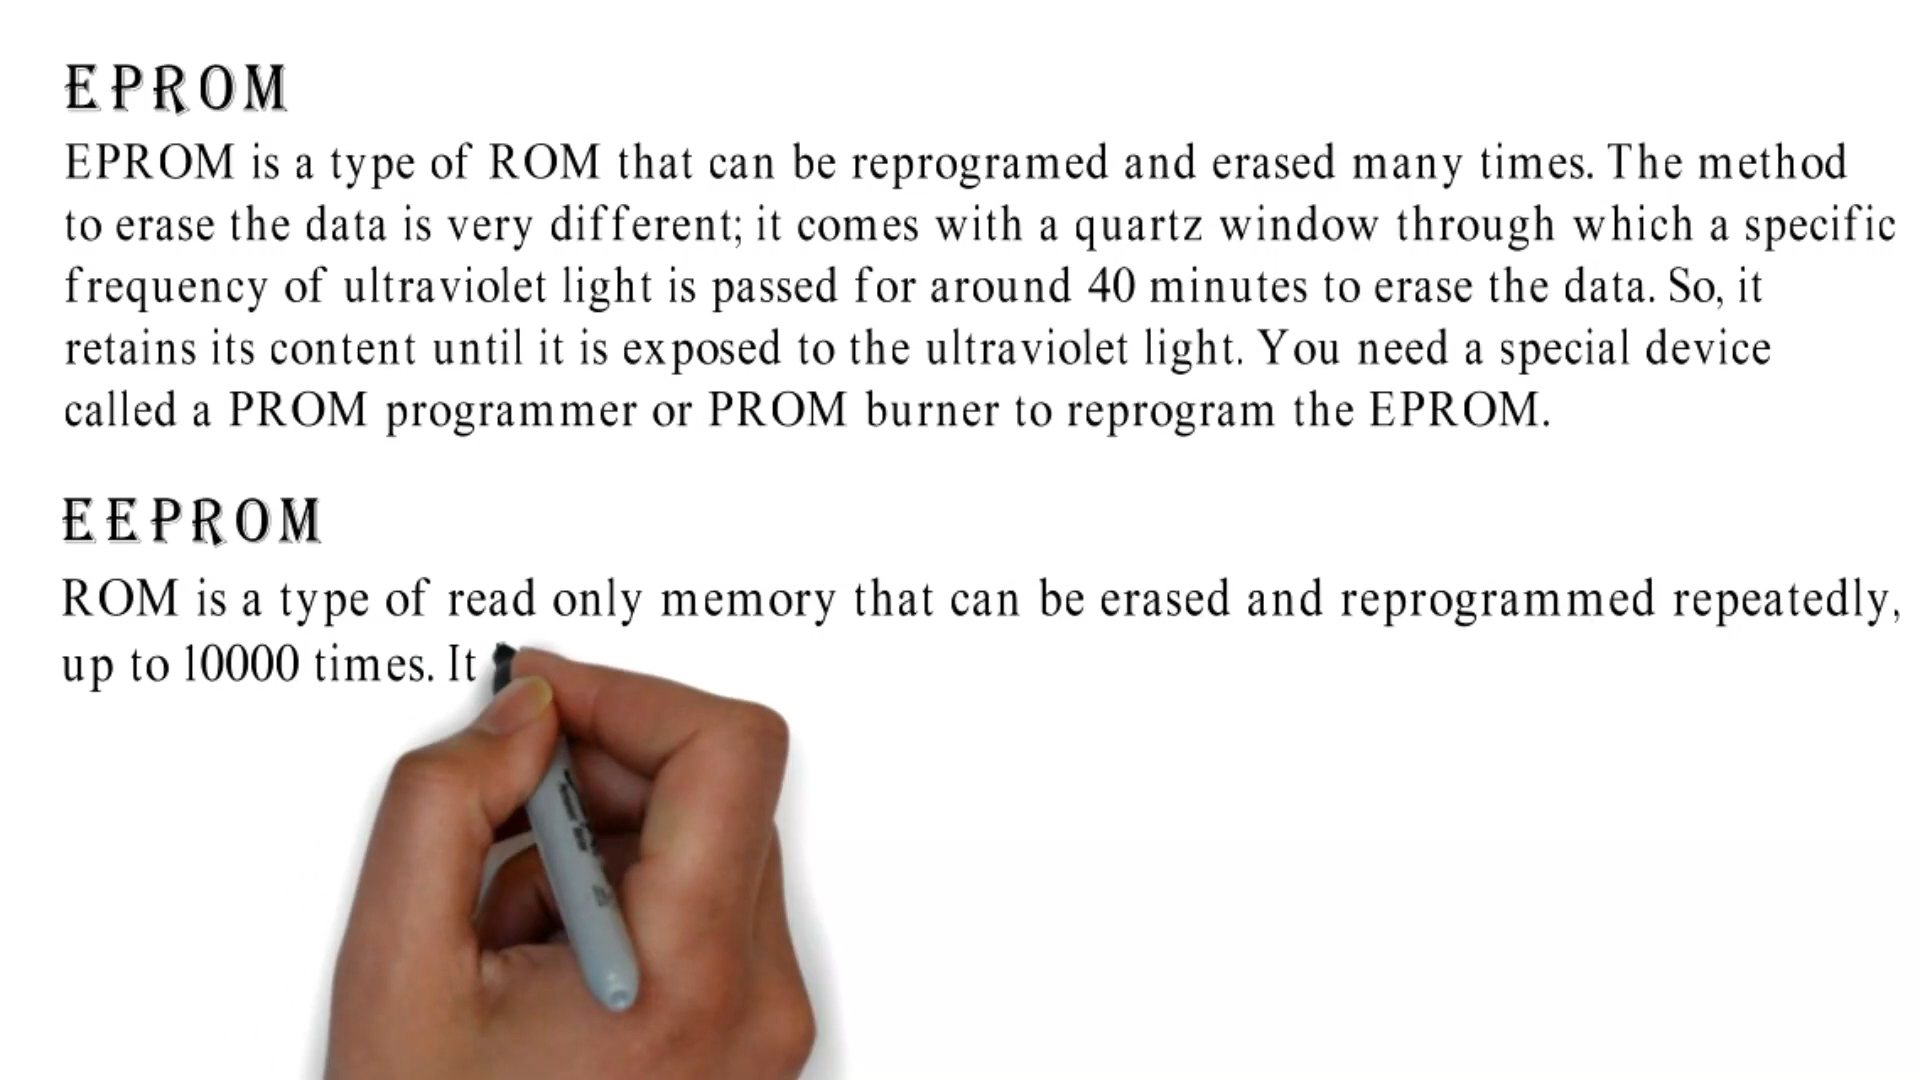 EPROM
EPROM is a type of ROM that can be reprogramed and erased many times. The method
to erase the data is very different; it comes with a quartz window through which a specific
frequency of ultraviolet light is passed for around 40 minutes to erase the data. So, it
retains its content until it is exposed to the ultraviolet light. You need a special device
called a PROM programmer or PROM burner to reprogram the EPROM.
EEPROM
ROM is a type of read only memory that can be erased and reprogrammed repeatedly,
up to 10000 times. It